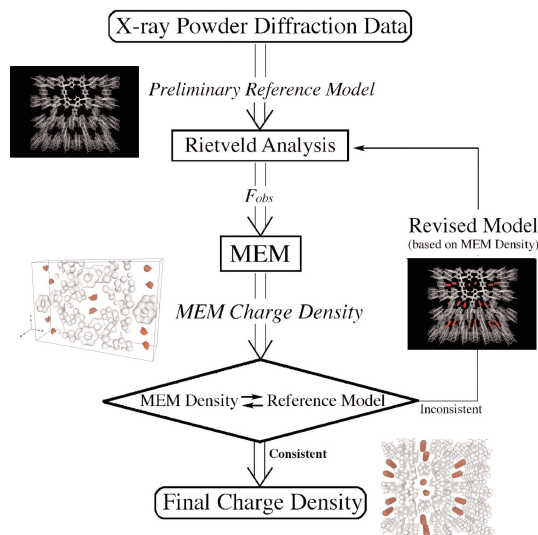 X-ray Powder Diffraction Data
Preliminary Reference Model
Rietveld Analysis
Fobs
Revised Model
(based on MEM Density)
MEM
MEM Charge Density
MEM Density Reference Model
Inconsistent
Consistent
Final Charge Density